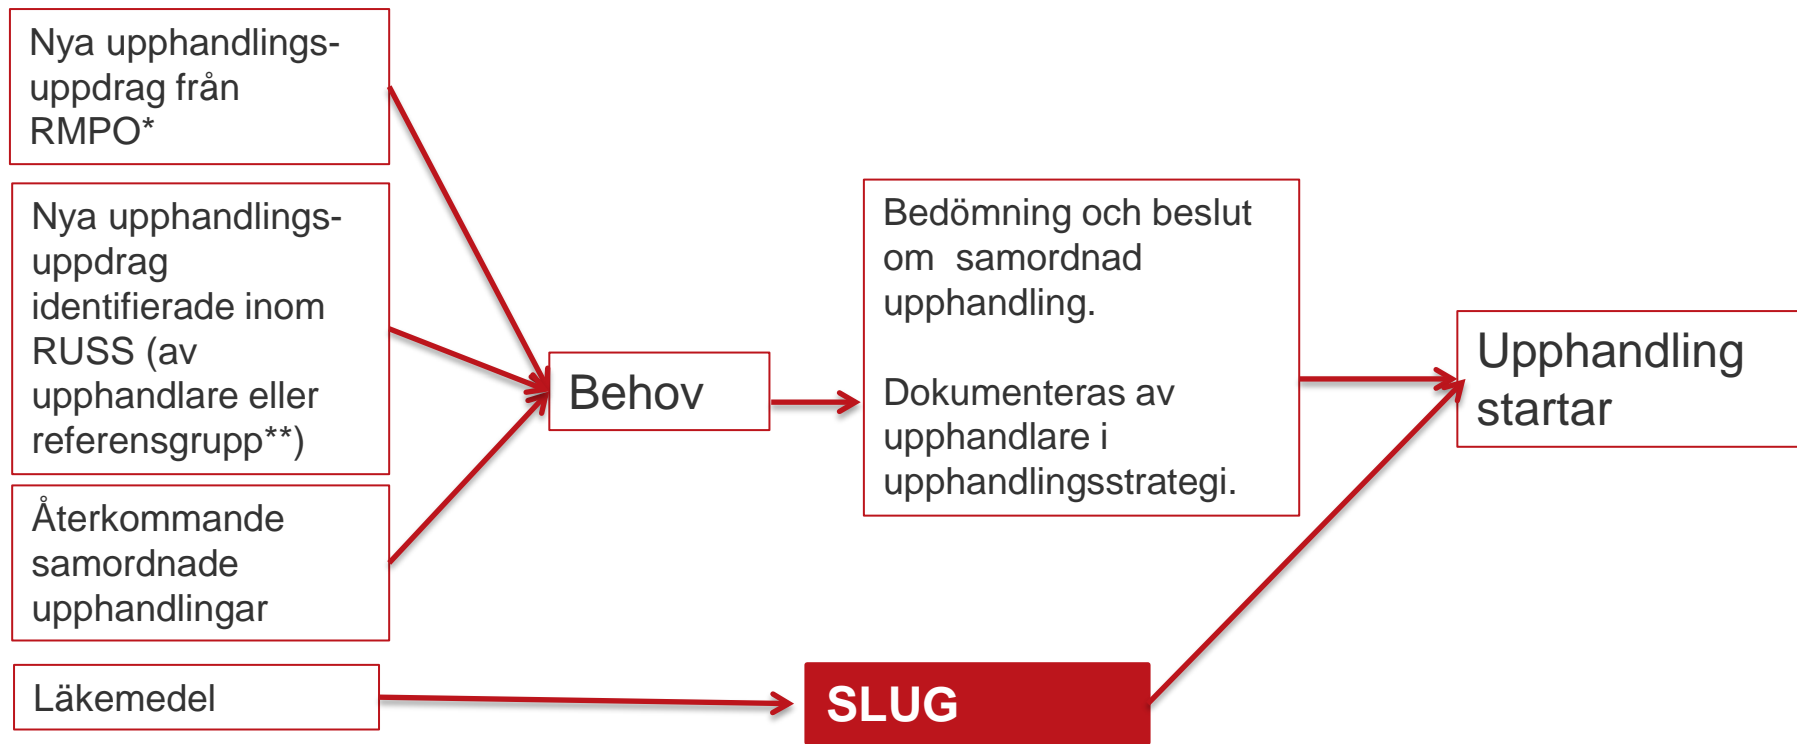 Nya upphandlings-
uppdrag från
RMPO*
Nya upphandlings-
uppdrag
identifierade inom
RUSS (av
upphandlare eller
referensgrupp**)
Återkommande
samordnade
upphandlingar
Läkemedel
Behov
Bedömning och beslut
om samordnad
upphandling.
Dokumenteras av
upphandlare i
upphandlingsstrategi.
SLUG
Upphandling
startar